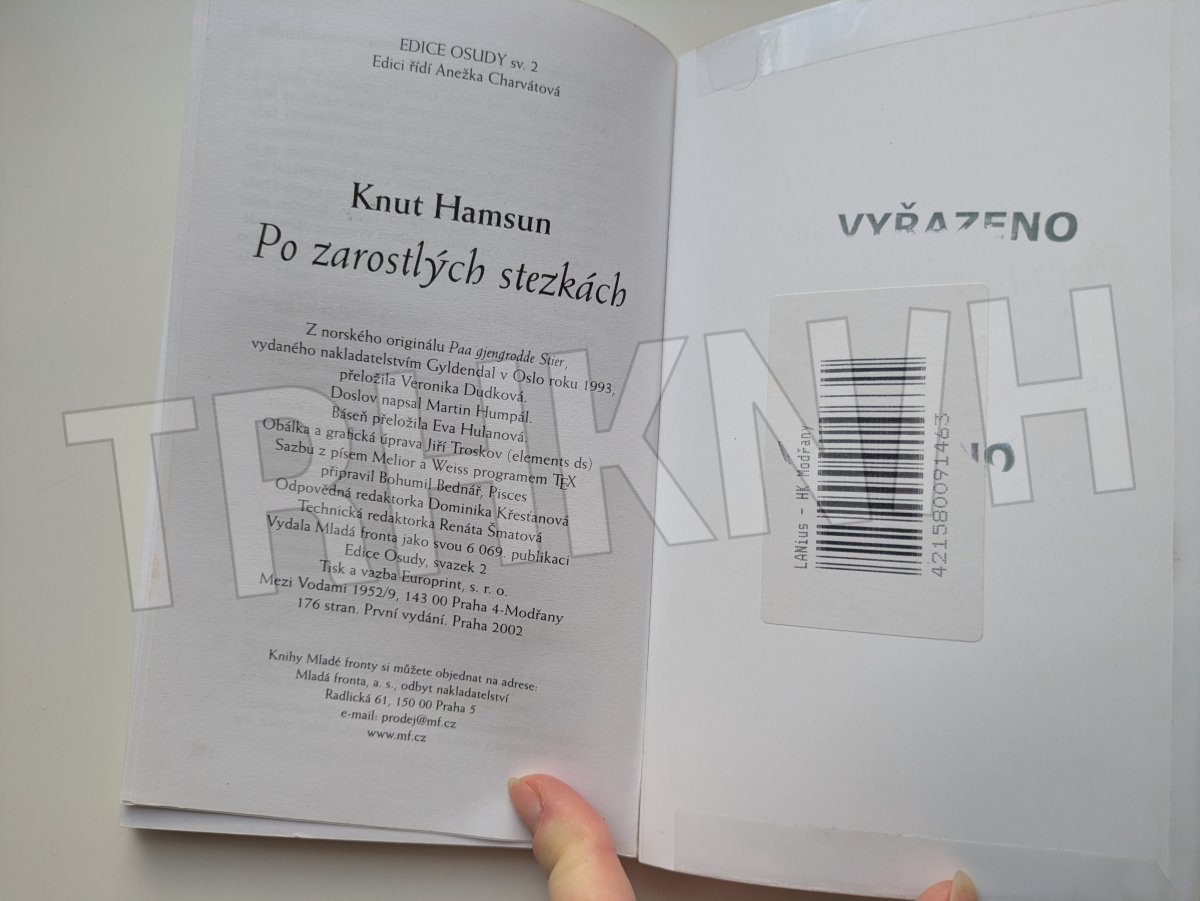 EDICE OSUDY sv. 2
Edici řídí Anežka Charvátová
Knut Hamsun
Po zarostlých stezkách
Z norského originálu Paa gjengrodde Stier,
vydaného nakladatelstvím Gyldendal v Oslo roku 1993,
přeložila Veronika Dudková.
Doslov napsal Martin Humpál.
Báseň přeložila Eva Hulanová.
Obálka a grafická úprava Jiří Troskov (elements ds)
Sazbu z písem Melior a Weiss programem TEX
připravil Bohumil Bednář, Pisces
Odpovědná redaktorka Dominika Křesťanová
Technická redaktorka Renáta Šmatová
Vydala Mladá fronta jako svou 6 069. publikaci
Edice Osudy, svazek 2
Tisk a vazba Europrint, s. r. o.
Mezi Vodami 1952/9, 143 00 Praha 4-Modřany
176 stran. První vydání. Praha 2002
Knihy Mladé fronty si můžete objednat na adrese:
Mladá fronta, a. s., odbyt nakladatelství
Radlická 61, 150 00 Praha 5
e-mail: prodej@mf.cz
www.mf.cz
VYŘAZENO
LANius - HK Modřany
421580091463
TRHKNIH